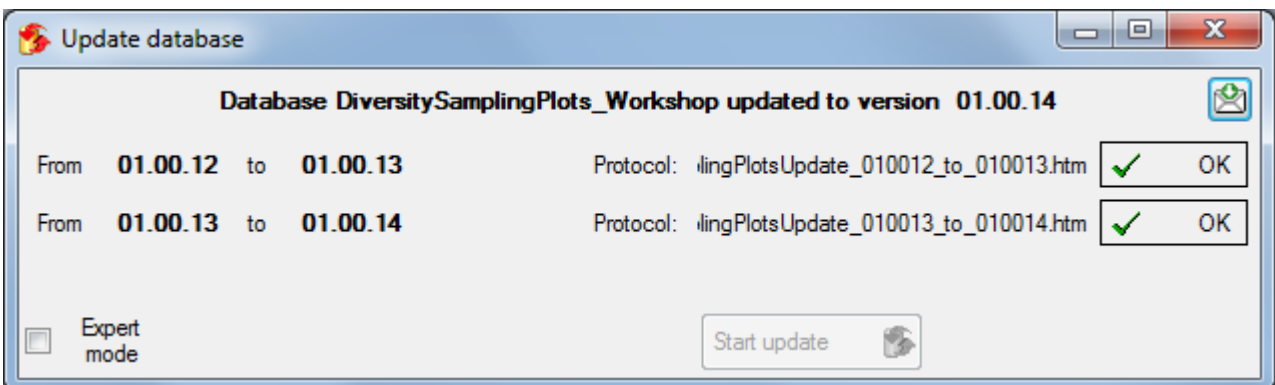 Update database
Database DiversitySamplingPlots_Workshop updated to version 01.00.14
From 01.00.12 to 01.00.13 Protocol: lingPlotsUpdate_010012_to_010013.htm OK
From 01.00.13 to 01.00.14 Protocol: lingPlotsUpdate_010013_to_010014.htm OK
Expert
mode
Start update